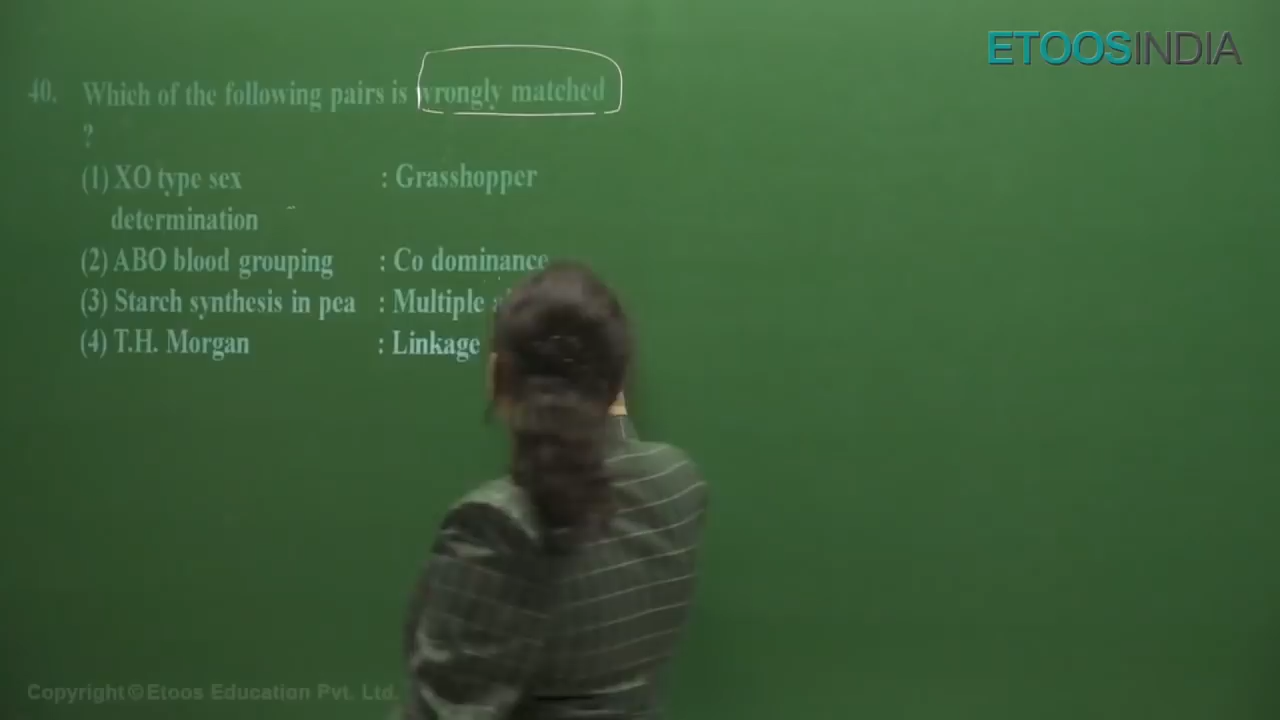 ETOOSINDIA
40. Which of the following pairs is wrongly matched
?
(1) XO type sex : Grasshopper
determination
(2) ABO blood grouping : Co dominance
(3) Starch synthesis in pea : Multiple
(4) T.H. Morgan : Linkage
Copyright © Etoos Education Pvt. Ltd.